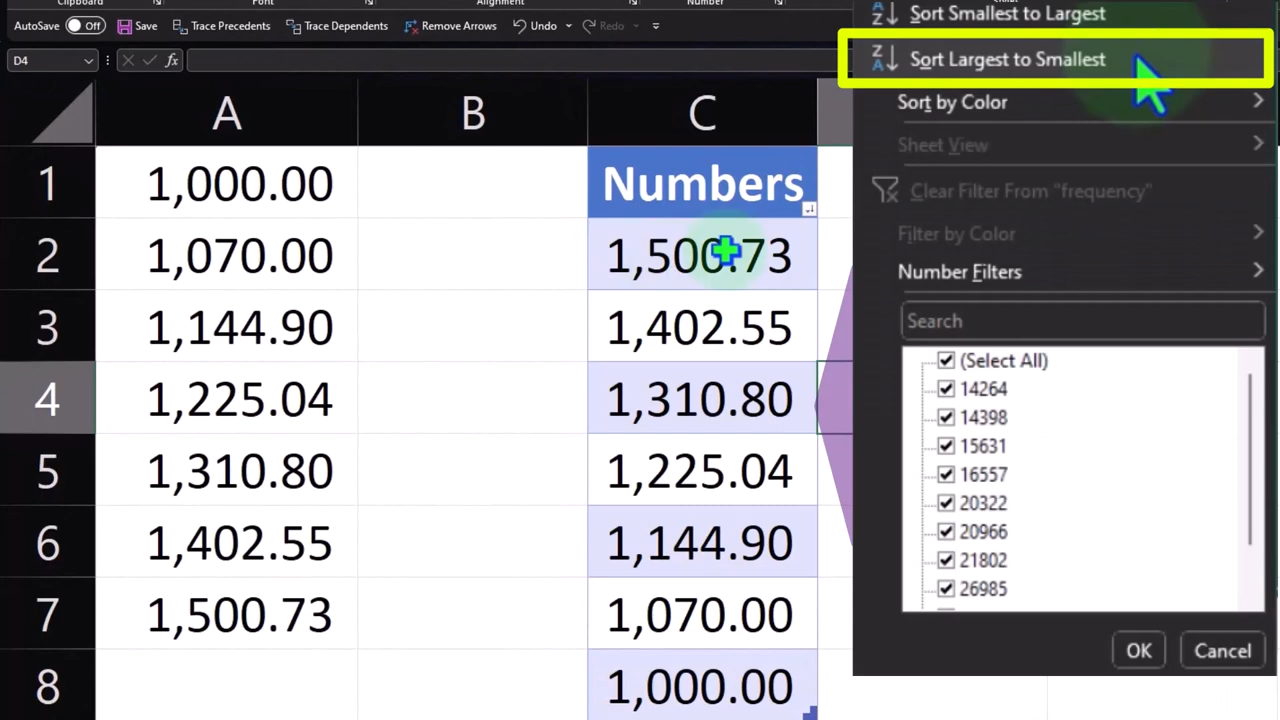 Clipboard Font Alignment Number
AutoSave Off Save Trace Precedents Trace Dependents Remove Arrows Undo Redo
D4 fx
A B C
1 1,000.00 Numbers
2 1,070.00 1,500.73
3 1,144.90 1,402.55
4 1,225.04 1,310.80
5 1,310.80 1,225.04
6 1,402.55 1,144.90
7 1,500.73 1,070.00
8 1,000.00
Sort Smallest to Largest
Sort Largest to Smallest
Sort by Color
Sheet View
Clear Filter From "frequency"
Filter by Color
Number Filters
Search
(Select All)
14264
14398
15631
16557
20322
20966
21802
26985
OK Cancel